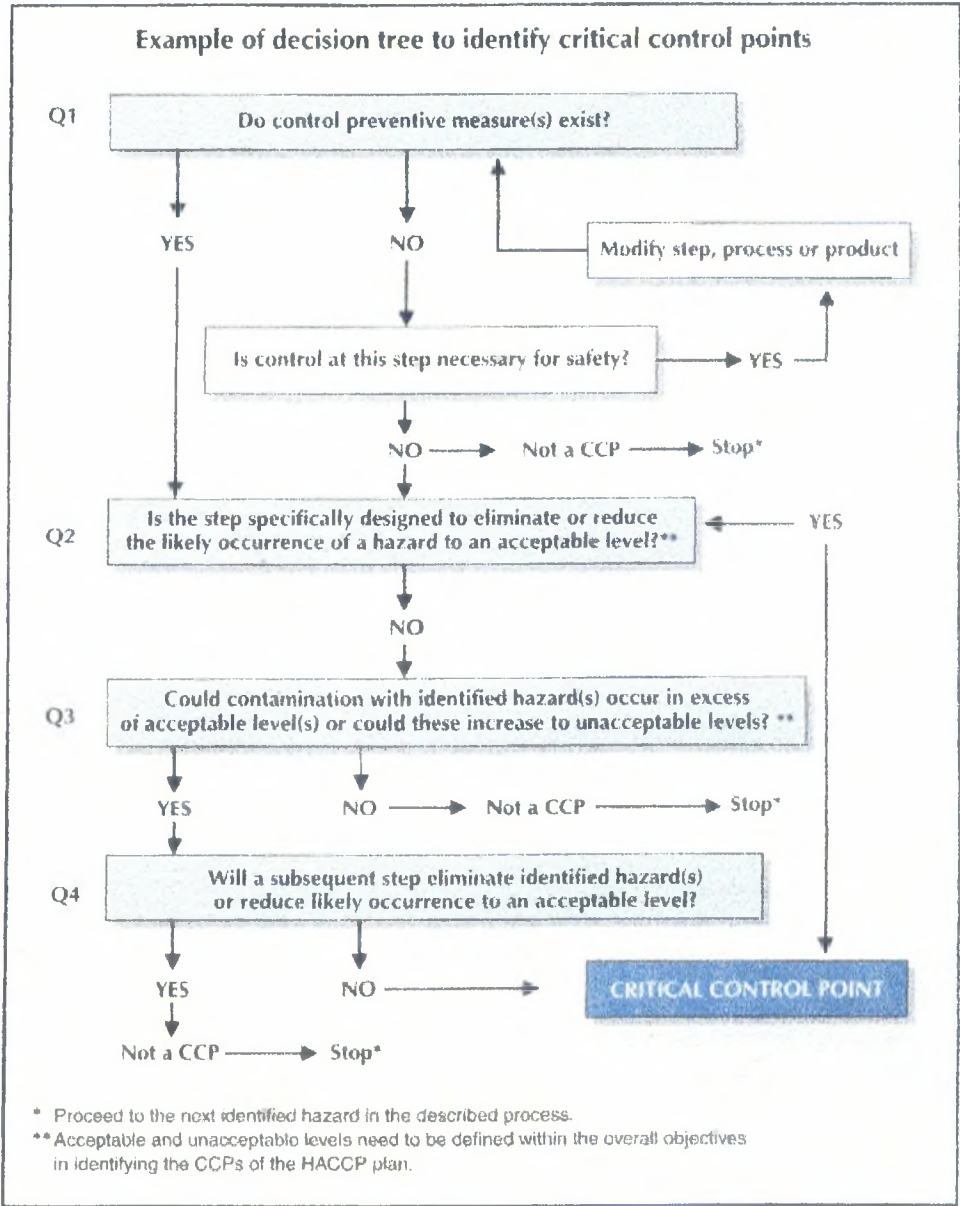 Example of decision tree to identify critical control points
Q1
Do control preventive measure(s) exist?
YES
NO
Modify step, process or product
Is control at this step necessary for safety?
YES
NO
Not a CCP
Stop*
Q2
Is the step specifically designed to eliminate or reduce
the likely occurrence of a hazard to an acceptable level?**
YES
NO
Q3
Could contamination with identified hazard(s) occur in excess
of acceptable level(s) or could these increase to unacceptable levels? **
YES
NO
Not a CCP
Stop*
Q4
Will a subsequent step eliminate identified hazard(s)
or reduce likely occurrence to an acceptable level?
YES
NO
CRITICAL CONTROL POINT
Not a CCP
Stop*
* Proceed to the next identified hazard in the described process.
** Acceptable and unacceptable levels need to be defined within the overall objectives
in identifying the CCPs of the HACCP plan.